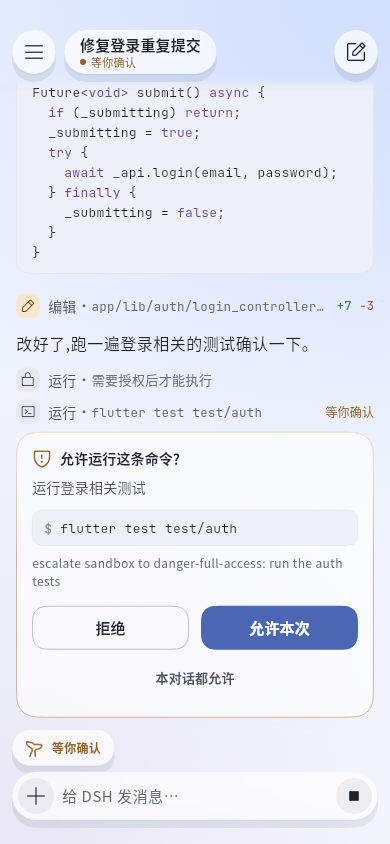 修复登录重复提交
等你确认
Future<void> submit() async {
if (_submitting) return;
_submitting = true;
try {
await _api.login(email, password);
} finally {
_submitting = false;
}
}
编辑 · app/lib/auth/login_controller… +7 -3
改好了,跑一遍登录相关的测试确认一下。
运行 · 需要授权后才能执行
运行 · flutter test test/auth 等你确认
允许运行这条命令?
运行登录相关测试
$ flutter test test/auth
escalate sandbox to danger-full-access: run the auth
tests
拒绝 允许本次
本对话都允许
等你确认
给 DSH 发消息…